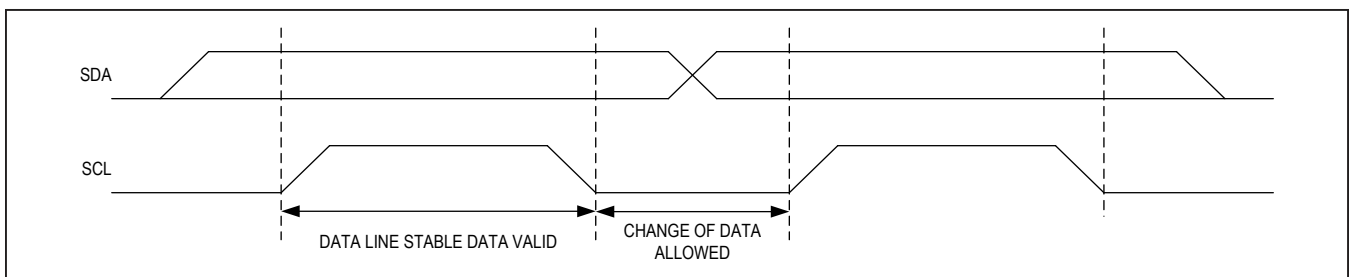 SDA
SCL
DATA LINE STABLE DATA VALID
CHANGE OF DATA
ALLOWED